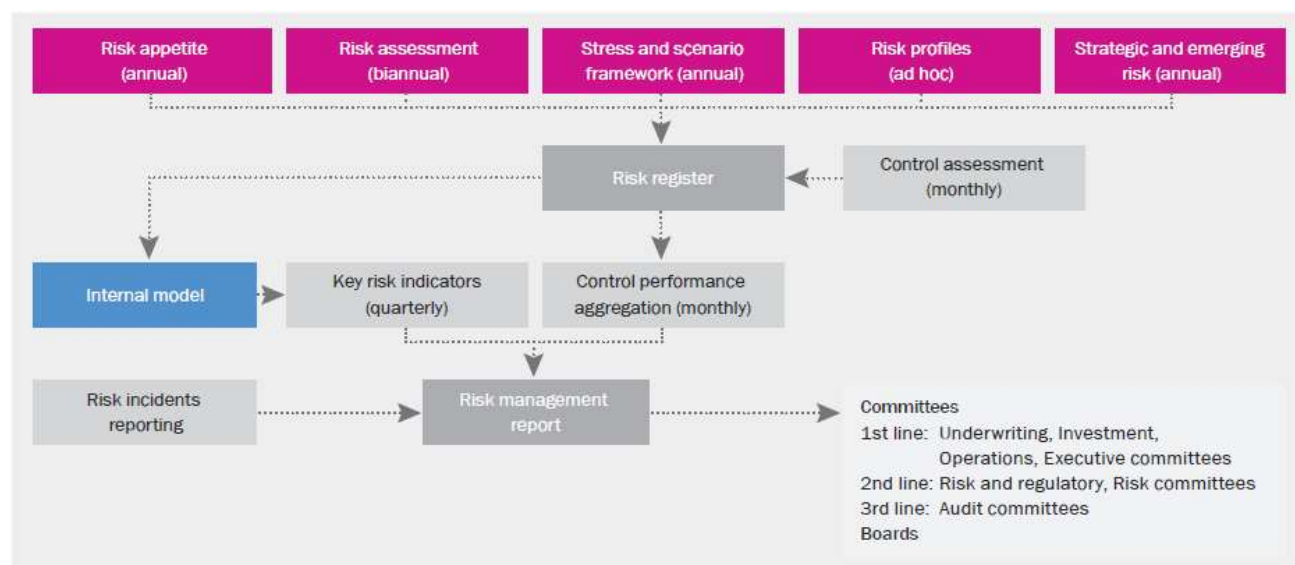 Risk appetite
(annual)
Risk assessment
(biannual)
Stress and scenario
framework (annual)
Risk profiles
(ad hoc)
Strategic and emerging
risk (annual)
Risk register
Control assessment
(monthly)
Internal model
Key risk indicators
(quarterly)
Control performance
aggregation (monthly)
Risk incidents
reporting
Risk management
report
Committees
1st line: Underwriting, Investment,
Operations, Executive committees
2nd line: Risk and regulatory, Risk committees
3rd line: Audit committees
Boards